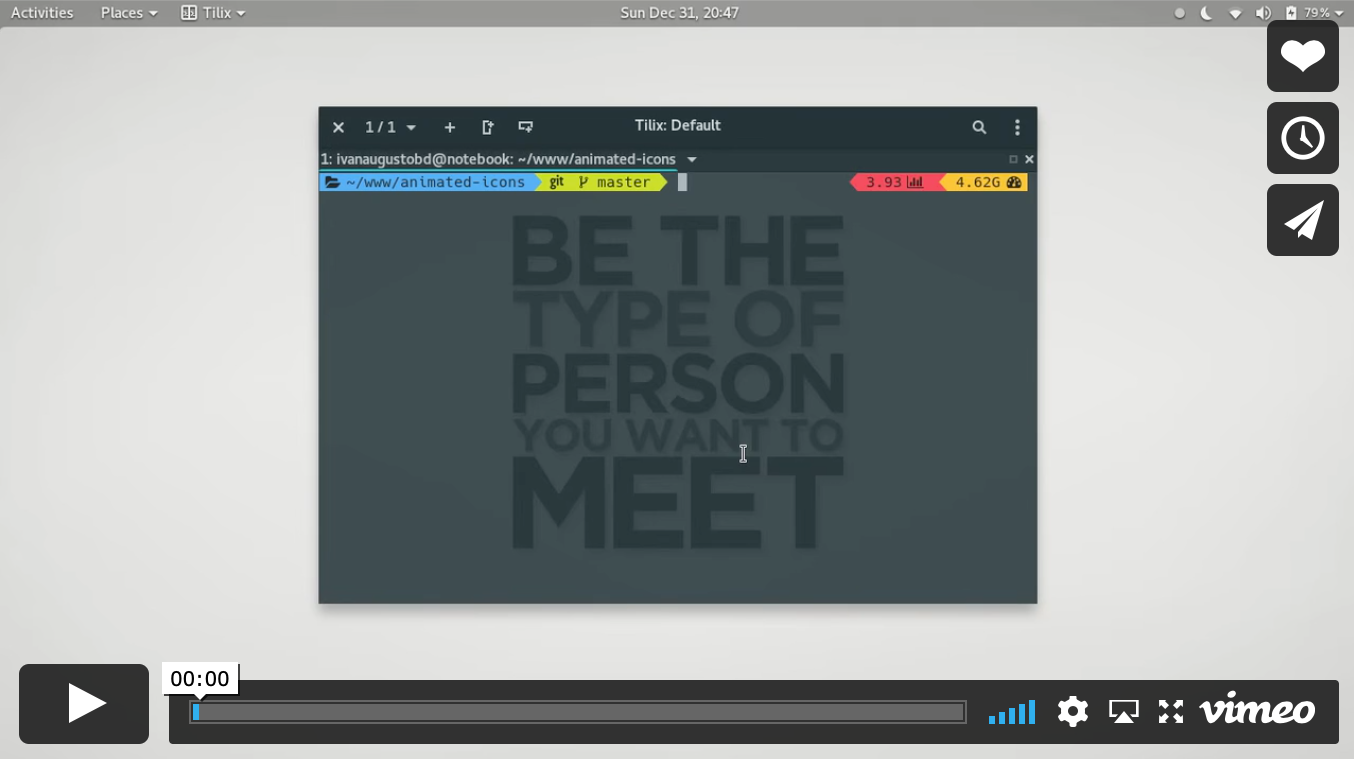 Activities Places Tilix Sun Dec 31, 20:47 79%
1 / 1 Tilix: Default
1: ivanaugustobd@notebook: ~/www/animated-icons
~/www/animated-icons git master 3.93 4.62G
BE THE
TYPE OF
PERSON
YOU WANT TO
MEET
00:00
vimeo